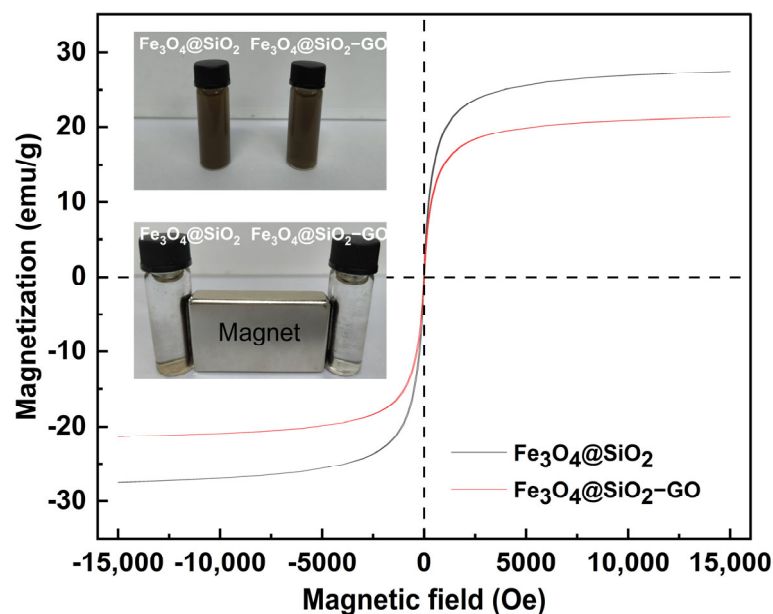 Magnetization (emu/g)
30
20
10
0
-10
-20
-30
Fe₃O₄@SiO₂ Fe₃O₄@SiO₂−GO
Fe₃O₄@SiO₂ Fe₃O₄@SiO₂−GO
Magnet
Fe₃O₄@SiO₂
Fe₃O₄@SiO₂−GO
-15,000 -10,000 -5000 0 5000 10,000 15,000
Magnetic field (Oe)